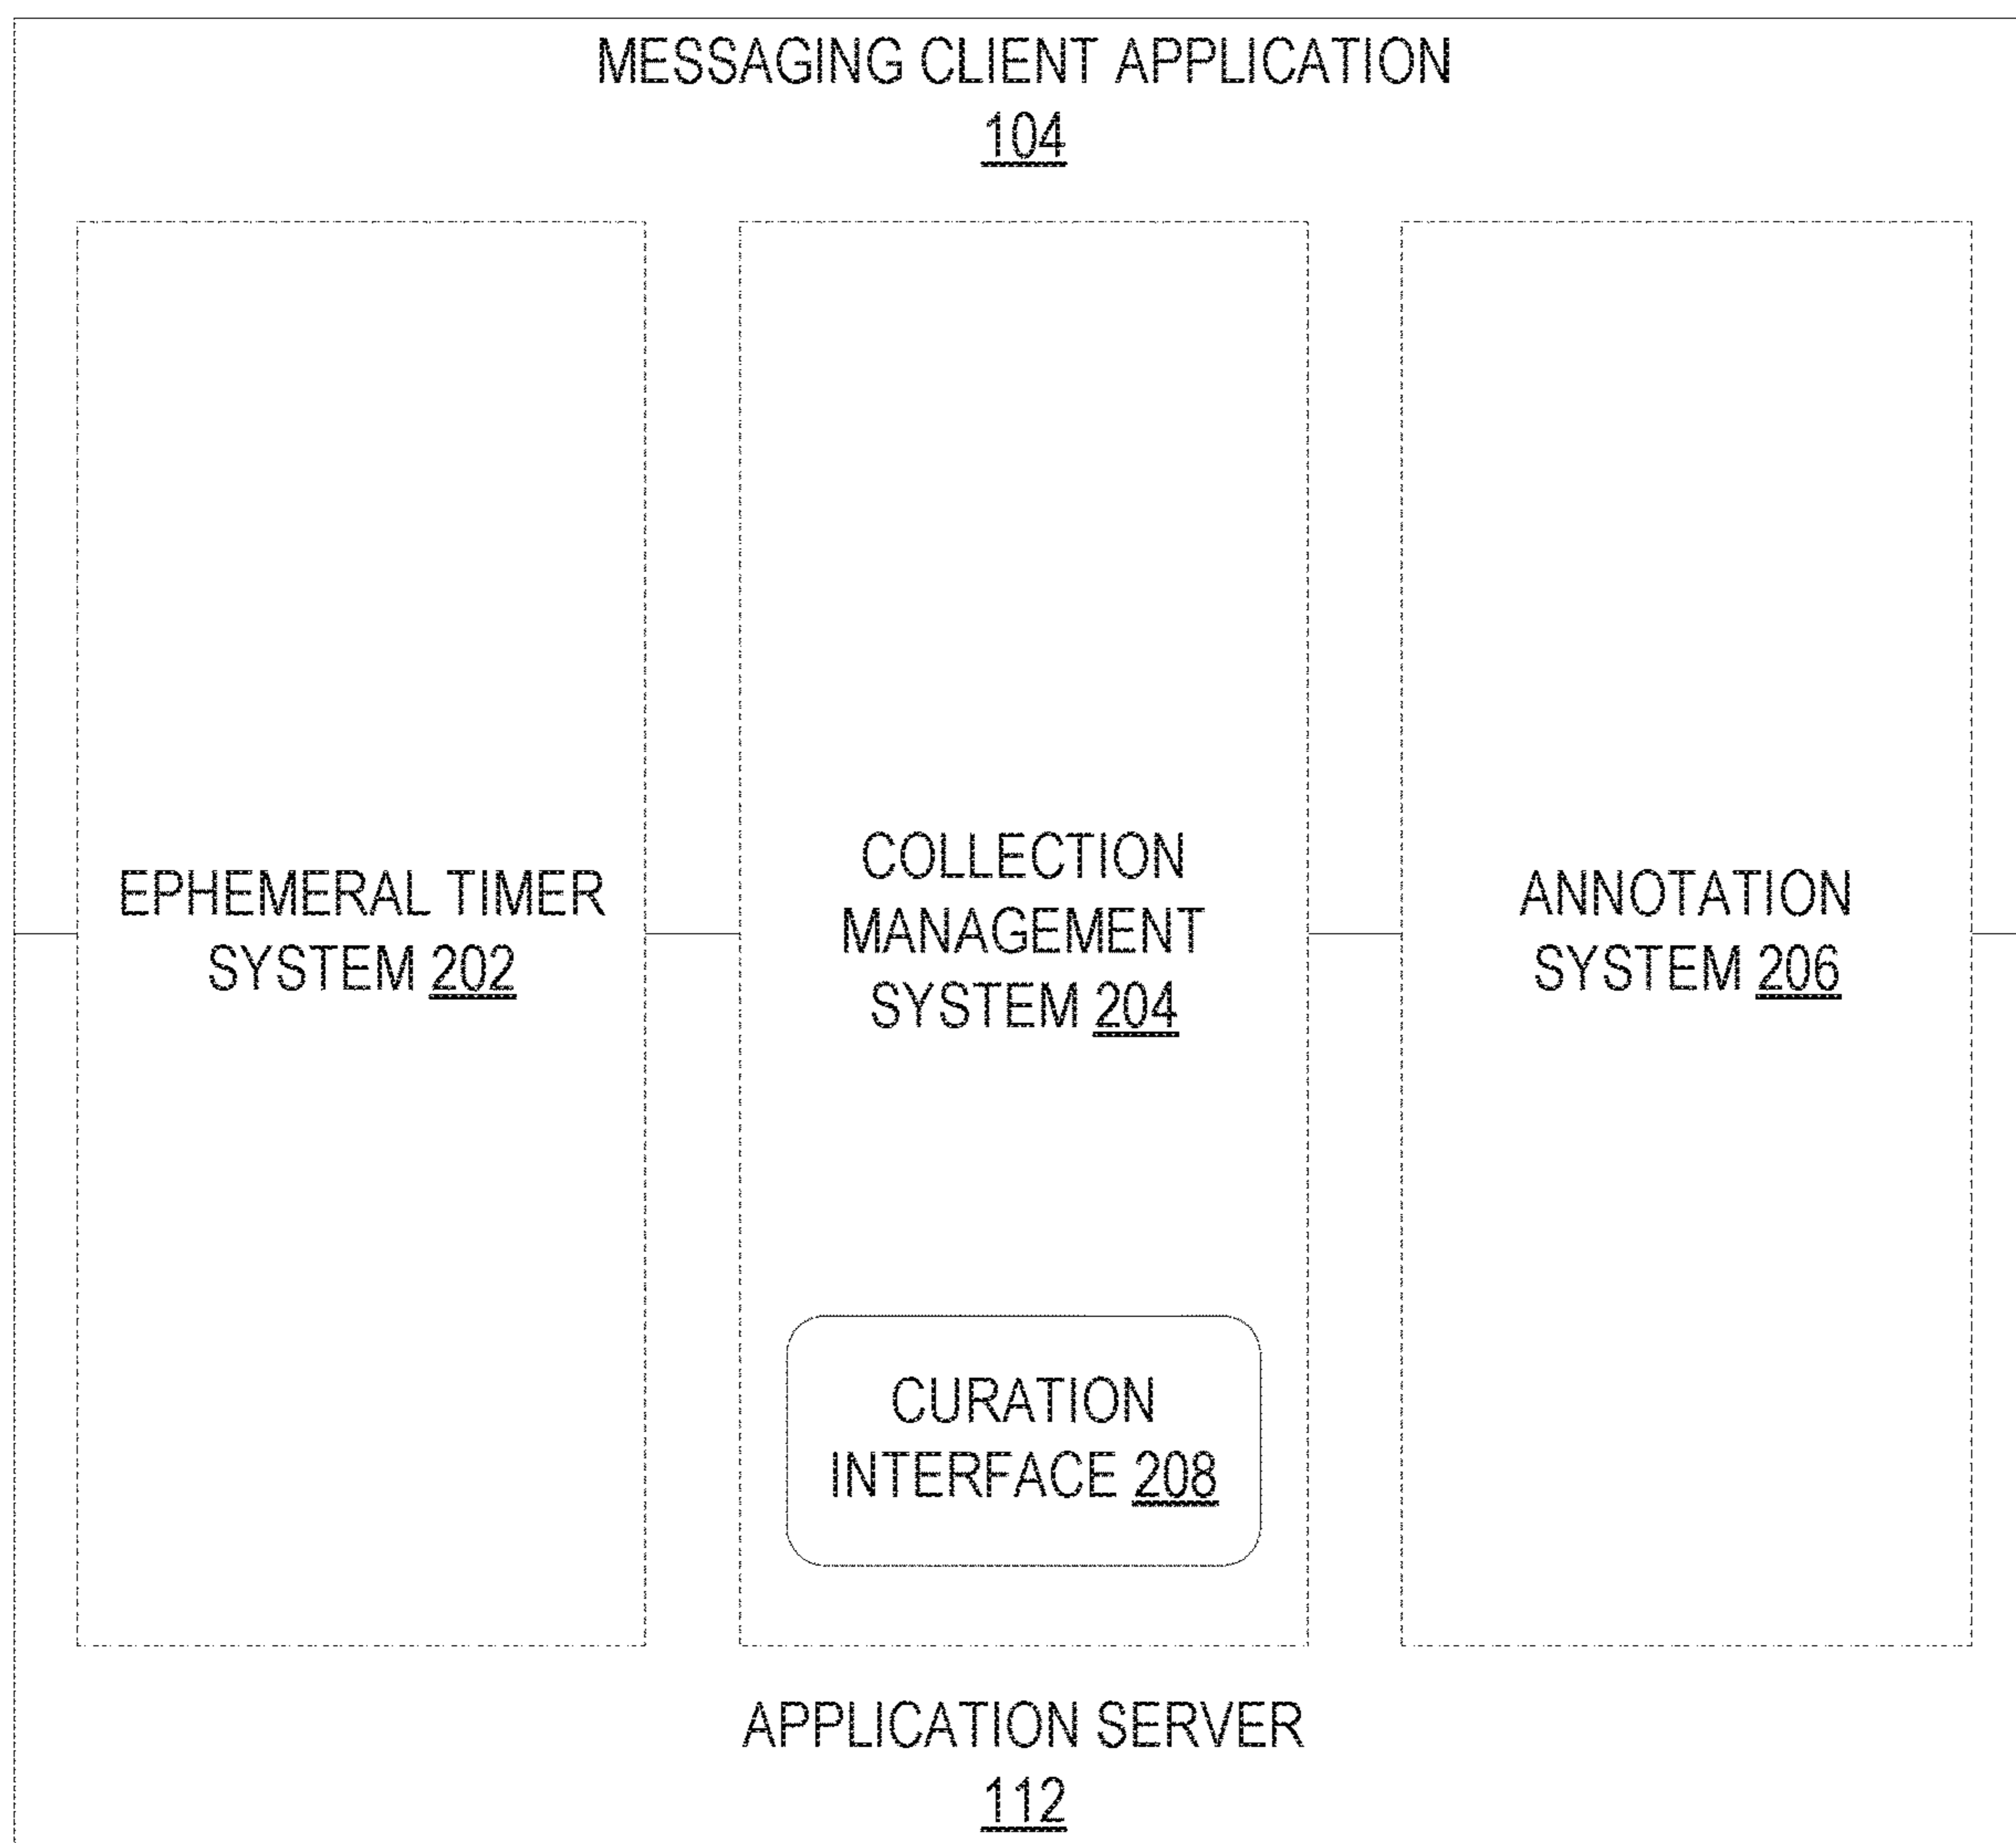 MESSAGING CLIENT APPLICATION
104
EPHEMERAL TIMER
SYSTEM 202
COLLECTION
MANAGEMENT
SYSTEM 204
CURATION
INTERFACE 208
ANNOTATION
SYSTEM 206
APPLICATION SERVER
112